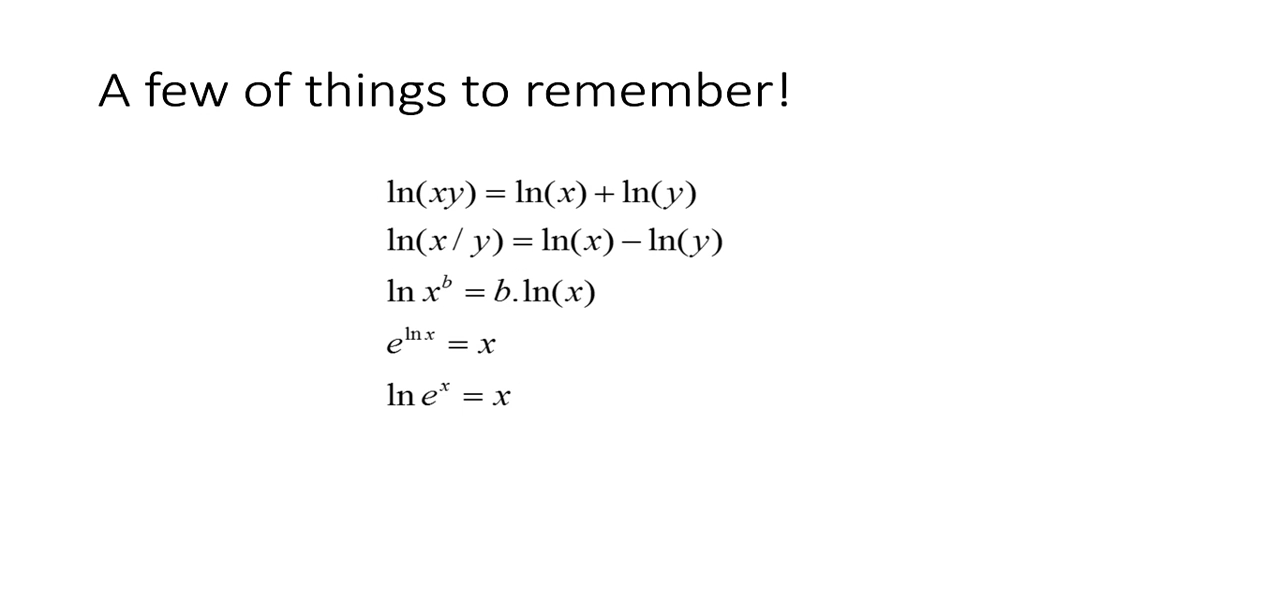 A few of things to remember!
ln(xy) = ln(x) + ln(y)
ln(x / y) = ln(x) − ln(y)
ln x^b = b.ln(x)
e^{ln x} = x
ln e^x = x